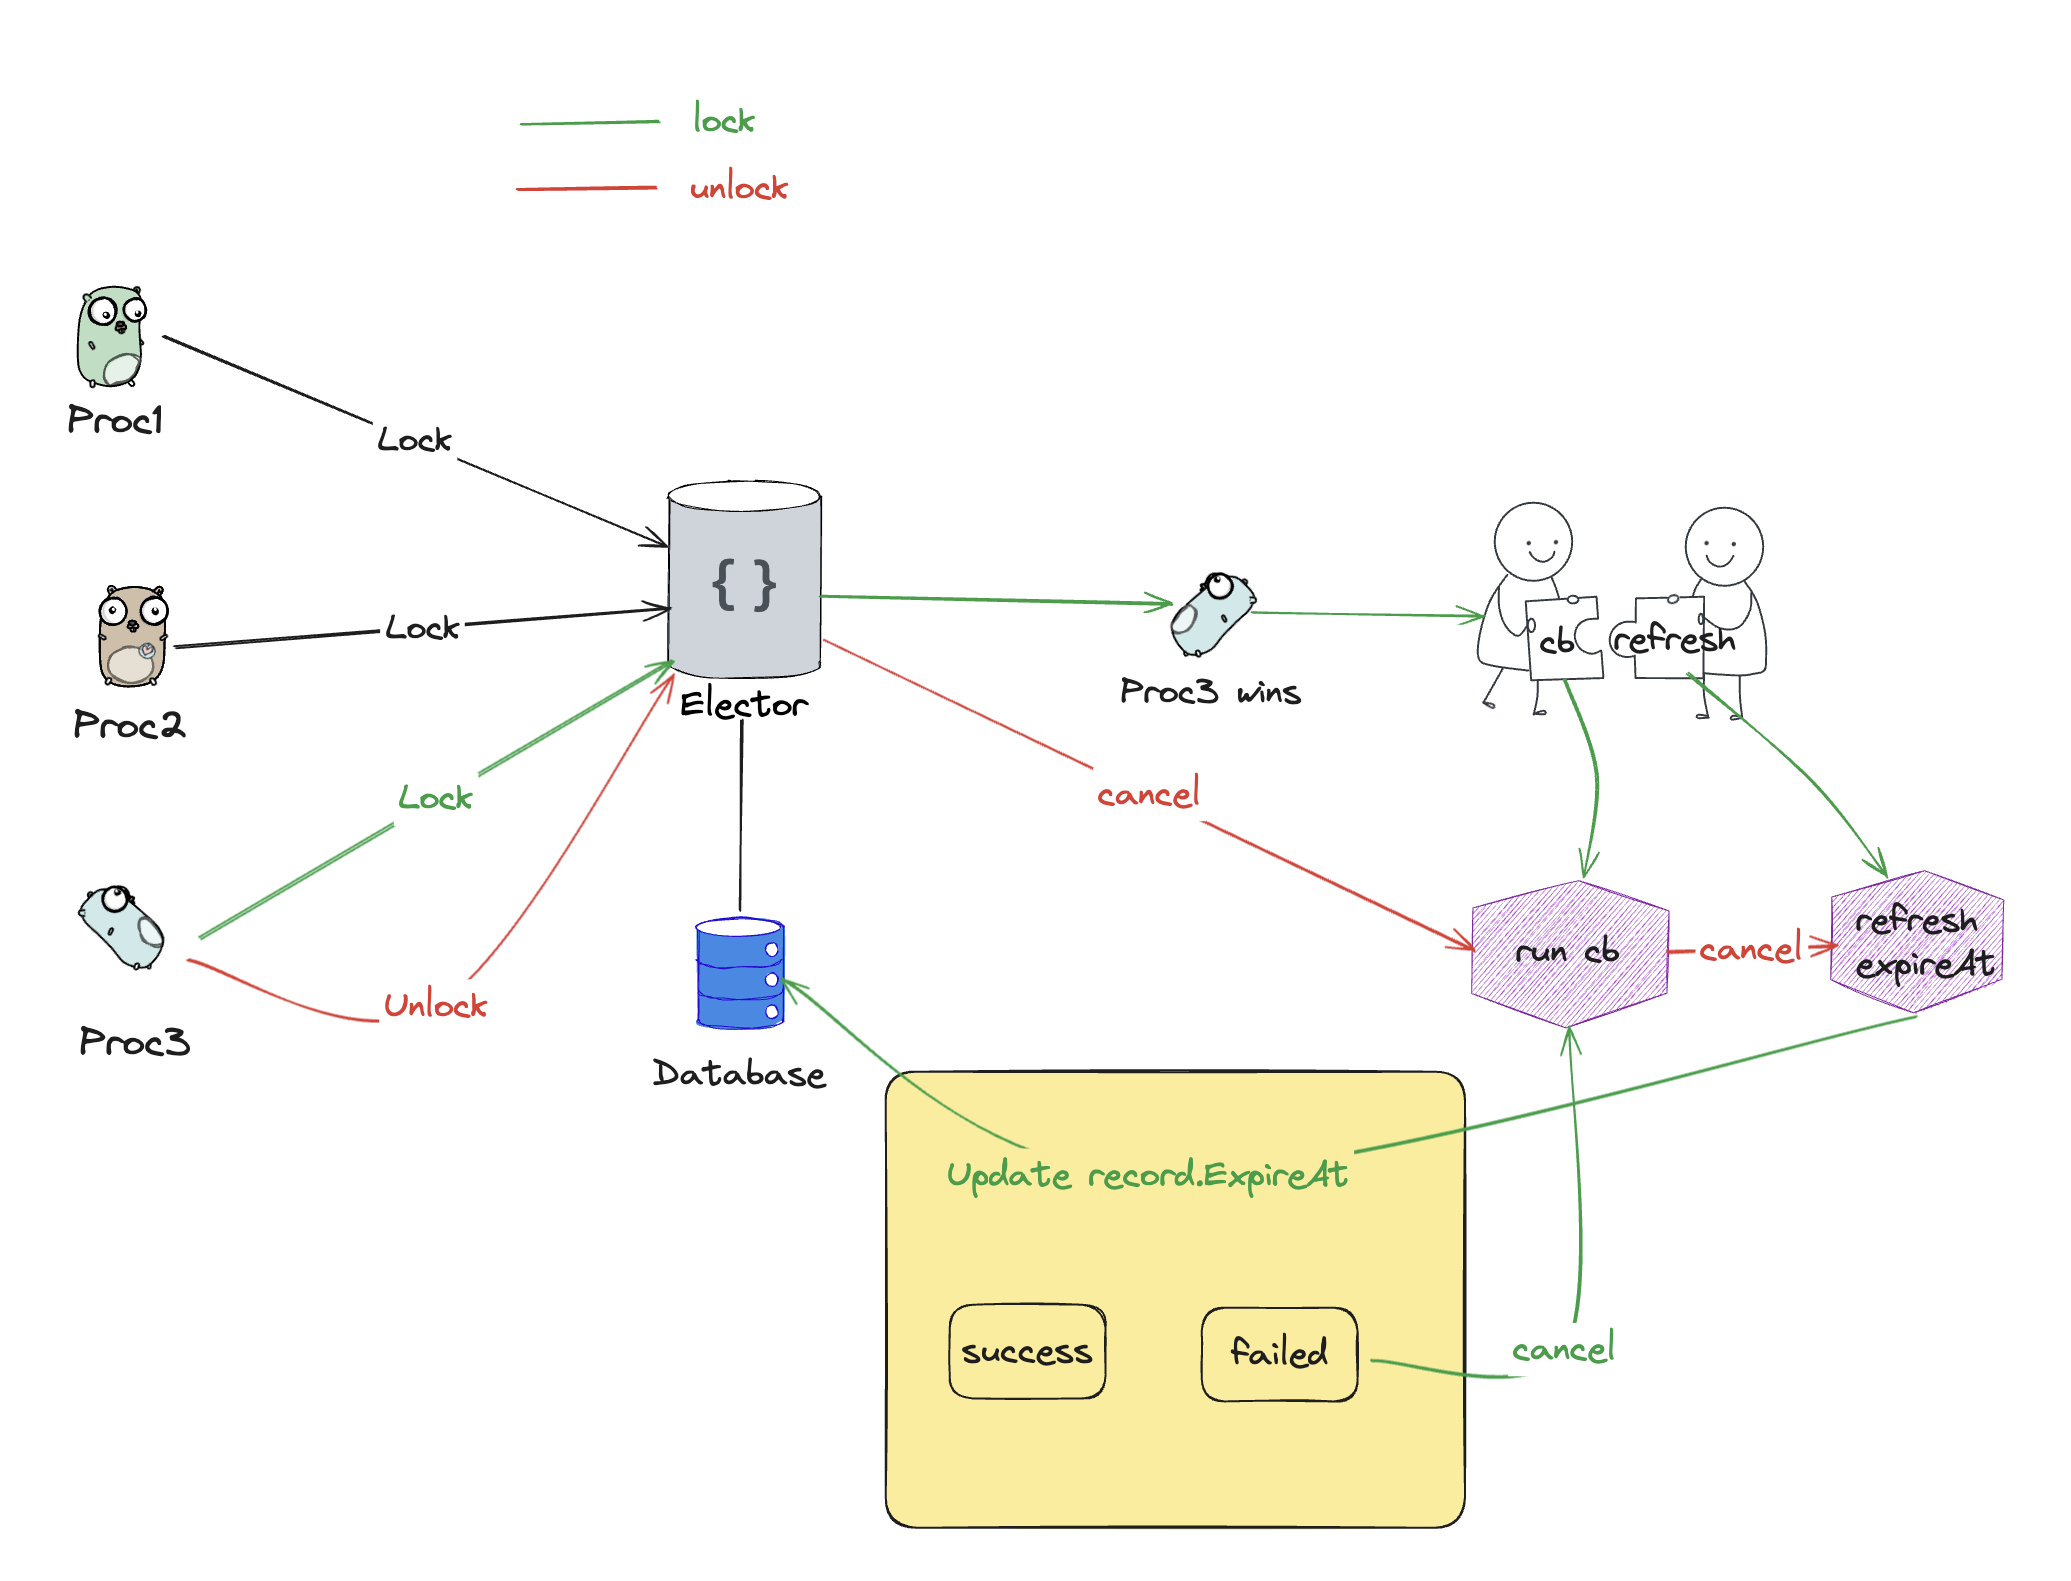 lock
unlock
Proc1
Lock
{ }
Lock
cb
refresh
Proc2
Elector
Proc3 wins
Lock
cancel
Unlock
Proc3
Database
run cb
cancel
refresh
expireAt
Update record.ExpireAt
success
failed
cancel